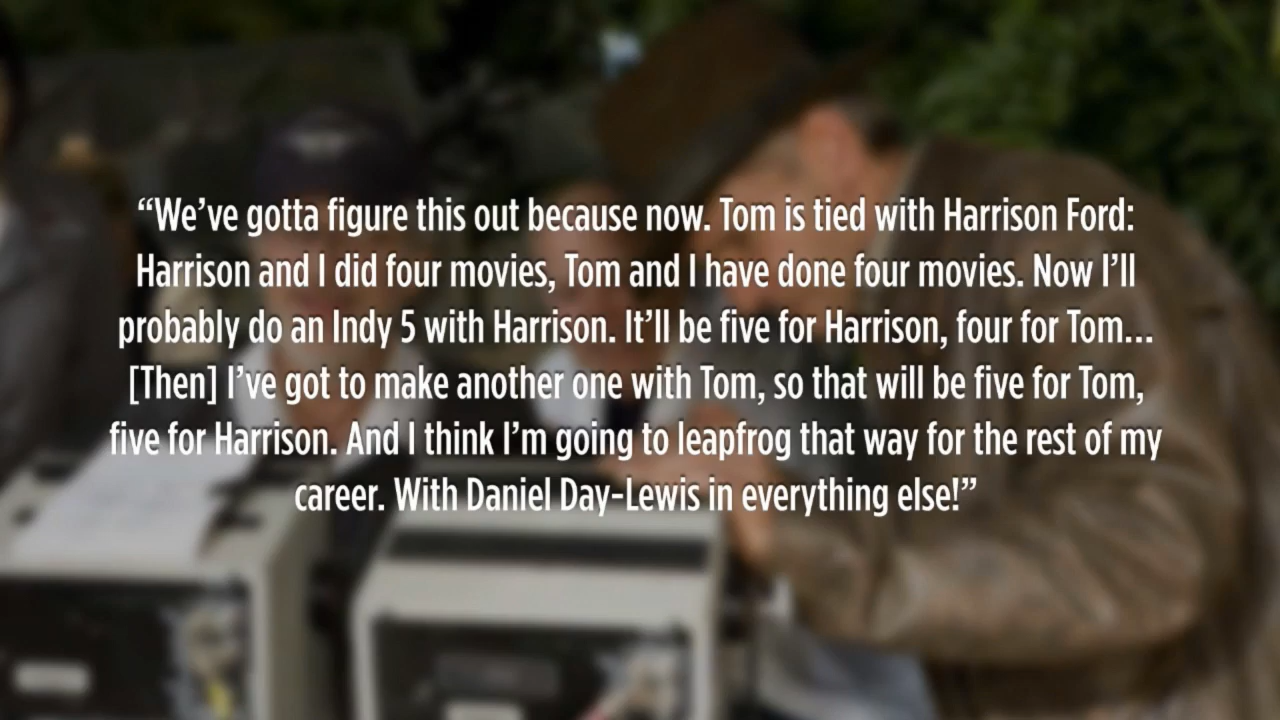 “We’ve gotta figure this out because now. Tom is tied with Harrison Ford:
Harrison and I did four movies, Tom and I have done four movies. Now I’ll
probably do an Indy 5 with Harrison. It’ll be five for Harrison, four for Tom...
[Then] I’ve got to make another one with Tom, so that will be five for Tom,
five for Harrison. And I think I’m going to leapfrog that way for the rest of my
career. With Daniel Day-Lewis in everything else!”